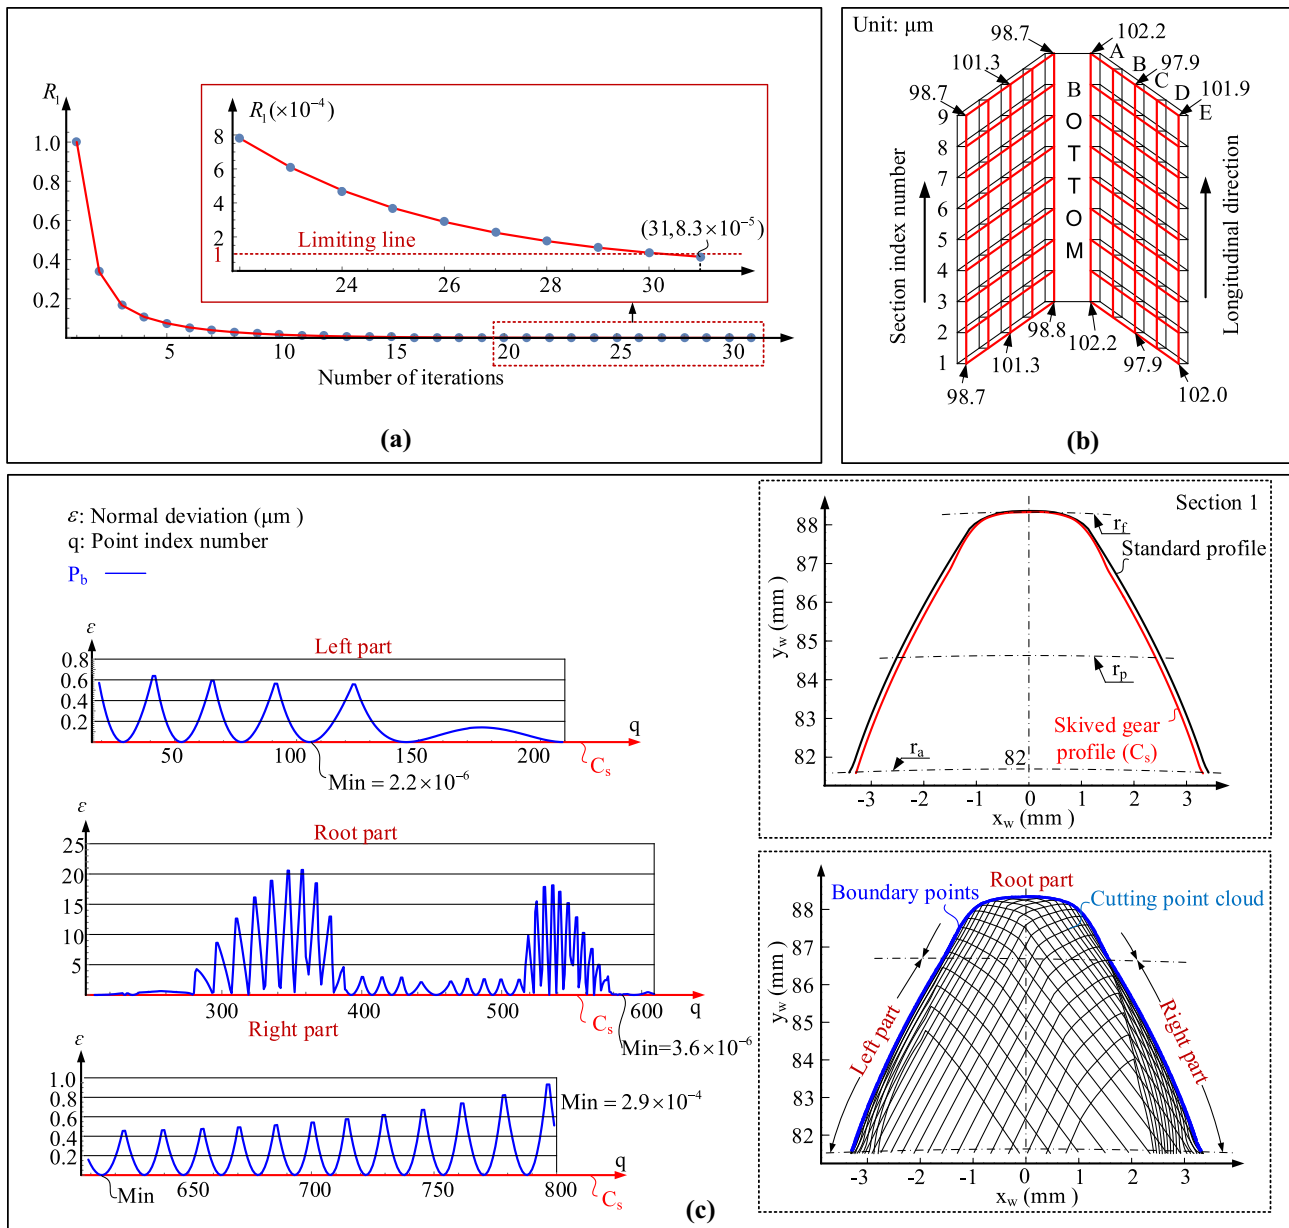 R₁
1.0
0.8
0.6
0.4
0.2
5
10
15
20
25
30
Number of iterations
R₁(×10⁻⁴)
8
6
4
2
1
Limiting line
(31,8.3×10⁻⁵)
24
26
28
30
(a)
Unit: μm
98.7
102.2
101.3
A
B
97.9
C
98.7
D
101.9
E
9
8
7
6
5
4
3
2
1
Section index number
BOTTOM
Longitudinal direction
98.8
102.2
101.3
97.9
98.7
102.0
(b)
ε: Normal deviation (μm )
q: Point index number
P_b
ε
Left part
0.8
0.6
0.4
0.2
50
100
150
200
q
C_s
Min = 2.2×10⁻⁶
ε
Root part
25
20
15
10
5
300
400
500
600
q
C_s
Min=3.6×10⁻⁶
Right part
ε
1.0
0.8
0.6
0.4
0.2
Min = 2.9×10⁻⁴
Min
650
700
750
800
q
C_s
(c)
Section 1
88
87
86
84
83
82
y_w (mm )
r_f
Standard profile
r_p
Skived gear
profile (C_s)
r_a
82
-3
-2
-1
0
1
2
3
x_w (mm )
Root part
Boundary points
Cutting point cloud
88
87
86
85
84
83
82
y_w (mm )
Left part
Right part
-3
-2
-1
0
1
2
3
x_w (mm )